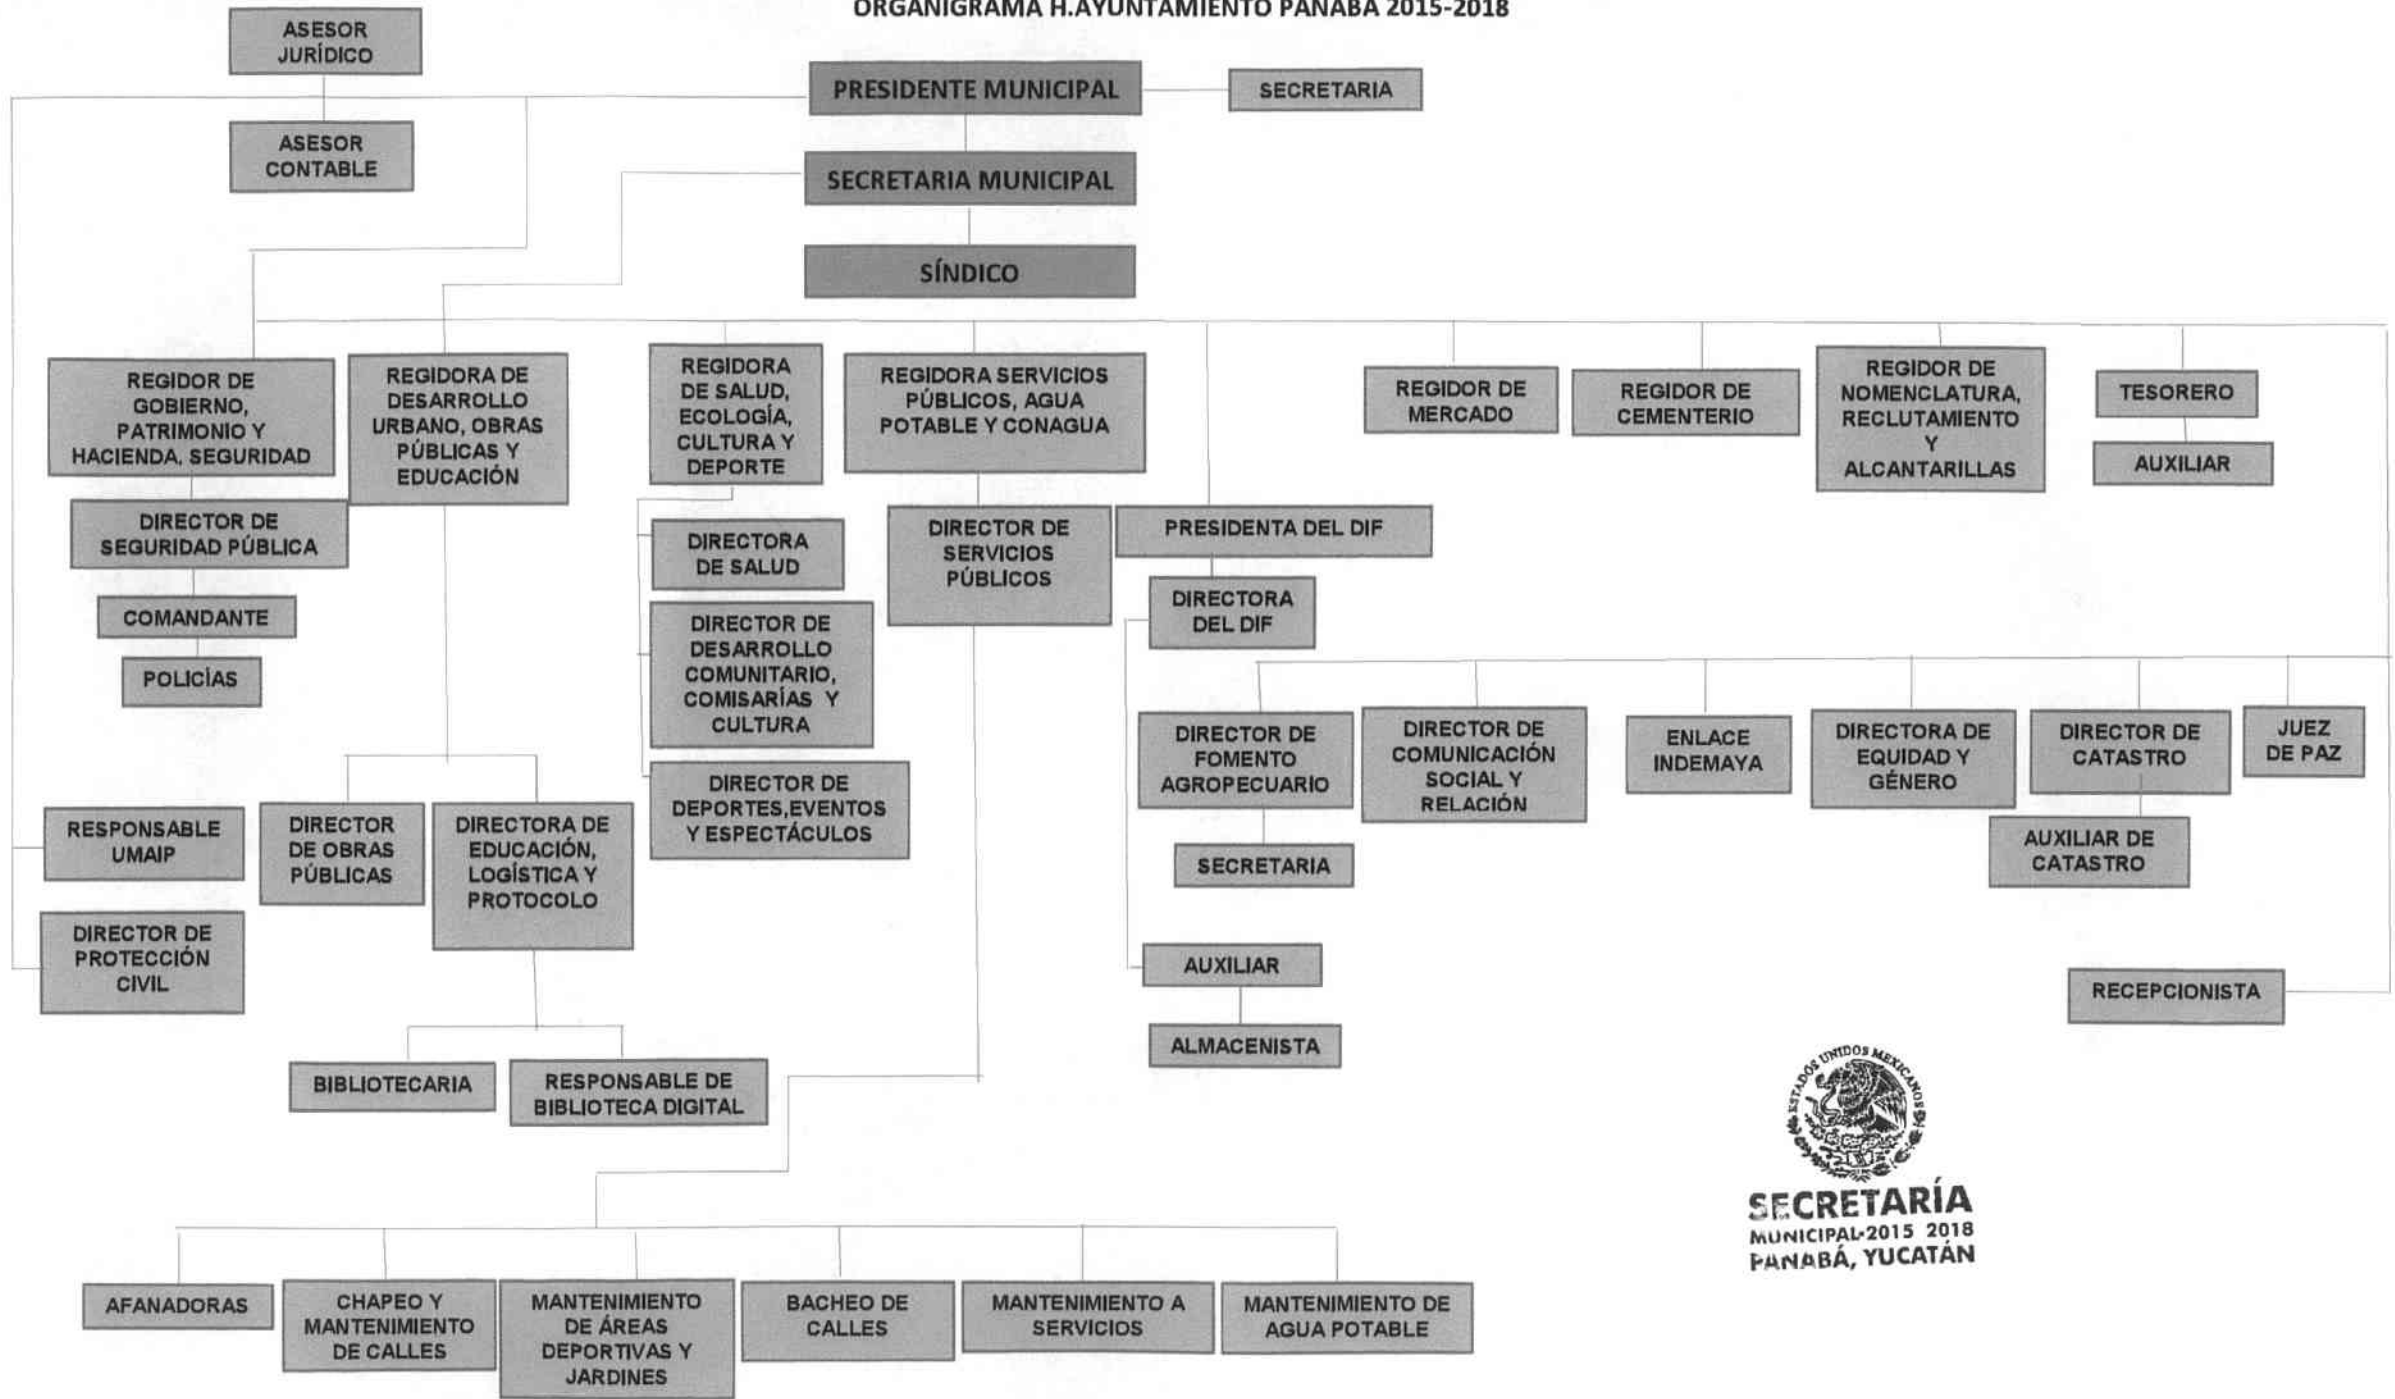 ORGANIGRAMA H.AYUNTAMIENTO PANABA 2015-2018
ASESOR
JURÍDICO
PRESIDENTE MUNICIPAL
SECRETARIA
ASESOR
CONTABLE
SECRETARIA MUNICIPAL
SÍNDICO
REGIDOR DE
GOBIERNO,
PATRIMONIO Y
HACIENDA, SEGURIDAD
REGIDORA DE
DESARROLLO
URBANO, OBRAS
PÚBLICAS Y
EDUCACIÓN
REGIDORA
DE SALUD,
ECOLOGÍA,
CULTURA Y
DEPORTE
REGIDORA SERVICIOS
PÚBLICOS, AGUA
POTABLE Y CONAGUA
REGIDOR DE
MERCADO
REGIDOR DE
CEMENTERIO
REGIDOR DE
NOMENCLATURA,
RECLUTAMIENTO
Y
ALCANTARILLAS
TESORERO
AUXILIAR
DIRECTOR DE
SEGURIDAD PÚBLICA
COMANDANTE
POLICÍAS
DIRECTORA
DE SALUD
DIRECTOR DE
DESARROLLO
COMUNITARIO,
COMISARÍAS Y
CULTURA
DIRECTOR DE
DEPORTES,EVENTOS
Y ESPECTÁCULOS
DIRECTOR DE
SERVICIOS
PÚBLICOS
PRESIDENTA DEL DIF
DIRECTORA
DEL DIF
DIRECTOR DE
FOMENTO
AGROPECUARIO
SECRETARIA
DIRECTOR DE
COMUNICACIÓN
SOCIAL Y
RELACIÓN
ENLACE
INDEMAYA
DIRECTORA DE
EQUIDAD Y
GÉNERO
DIRECTOR DE
CATASTRO
AUXILIAR DE
CATASTRO
JUEZ
DE PAZ
RESPONSABLE
UMAIP
DIRECTOR
DE OBRAS
PÚBLICAS
DIRECTORA DE
EDUCACIÓN,
LOGÍSTICA Y
PROTOCOLO
DIRECTOR DE
PROTECCIÓN
CIVIL
AUXILIAR
ALMACENISTA
RECEPCIONISTA
BIBLIOTECARIA
RESPONSABLE DE
BIBLIOTECA DIGITAL
ESTADOS UNIDOS MEXICANOS
SECRETARÍA
MUNICIPAL-2015 2018
PANABÁ, YUCATÁN
AFANADORAS
CHAPEO Y
MANTENIMIENTO
DE CALLES
MANTENIMIENTO
DE ÁREAS
DEPORTIVAS Y
JARDINES
BACHEO DE
CALLES
MANTENIMIENTO A
SERVICIOS
MANTENIMIENTO DE
AGUA POTABLE